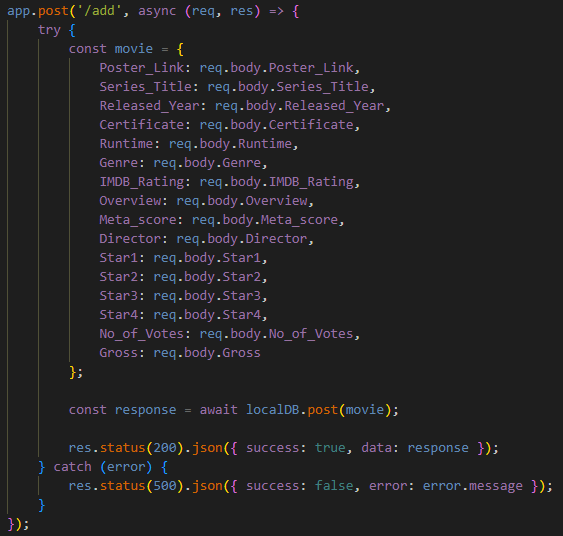 app.post('/add', async (req, res) => {
    try {
        const movie = {
            Poster_Link: req.body.Poster_Link,
            Series_Title: req.body.Series_Title,
            Released_Year: req.body.Released_Year,
            Certificate: req.body.Certificate,
            Runtime: req.body.Runtime,
            Genre: req.body.Genre,
            IMDB_Rating: req.body.IMDB_Rating,
            Overview: req.body.Overview,
            Meta_score: req.body.Meta_score,
            Director: req.body.Director,
            Star1: req.body.Star1,
            Star2: req.body.Star2,
            Star3: req.body.Star3,
            Star4: req.body.Star4,
            No_of_Votes: req.body.No_of_Votes,
            Gross: req.body.Gross
        };

        const response = await localDB.post(movie);

        res.status(200).json({ success: true, data: response });
    } catch (error) {
        res.status(500).json({ success: false, error: error.message });
    }
});